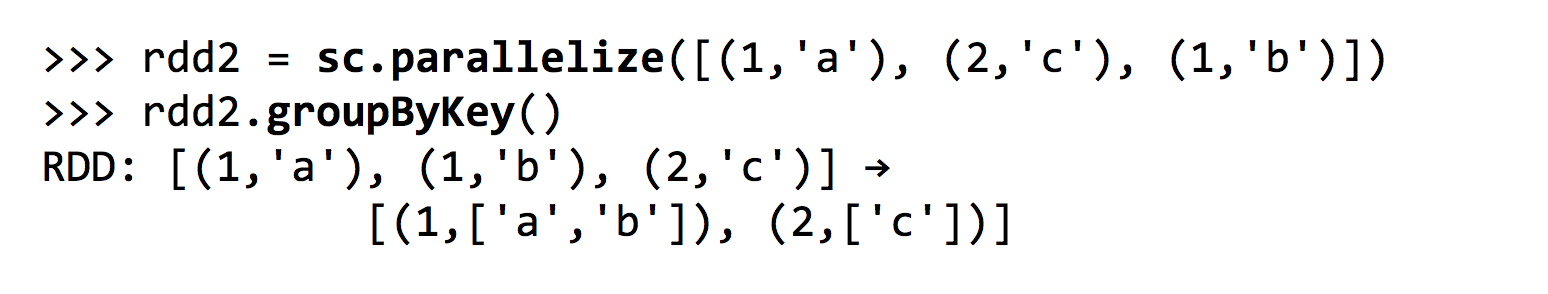 >>> rdd2 = sc.parallelize([(1,'a'), (2,'c'), (1,'b')])
>>> rdd2.groupByKey()
RDD: [(1,'a'), (1,'b'), (2,'c')] →
[(1,['a','b']), (2,['c'])]